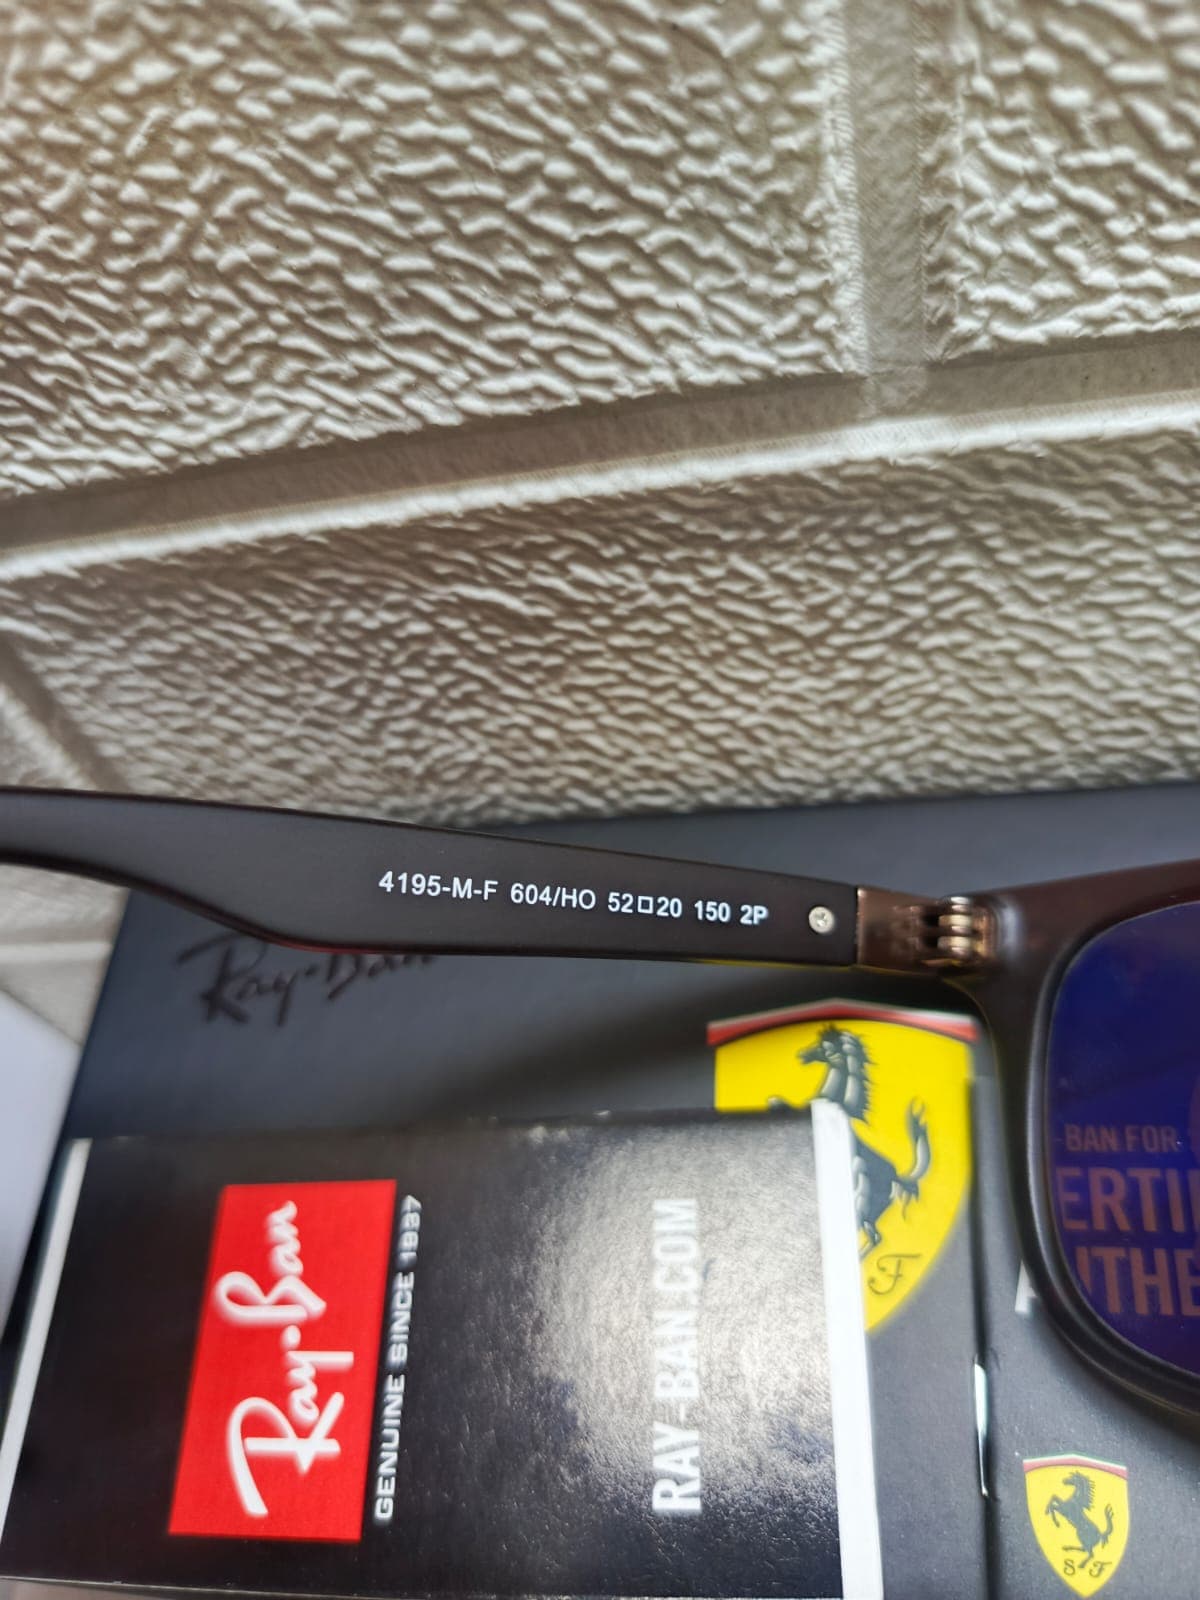 4195-M-F 604/HO 52□20 150 2P
Ray-Ban
Ray-Ban
GENUINE SINCE 1937
RAY-BAN.COM
F
-BAN FOR
ERTI
THE
S F